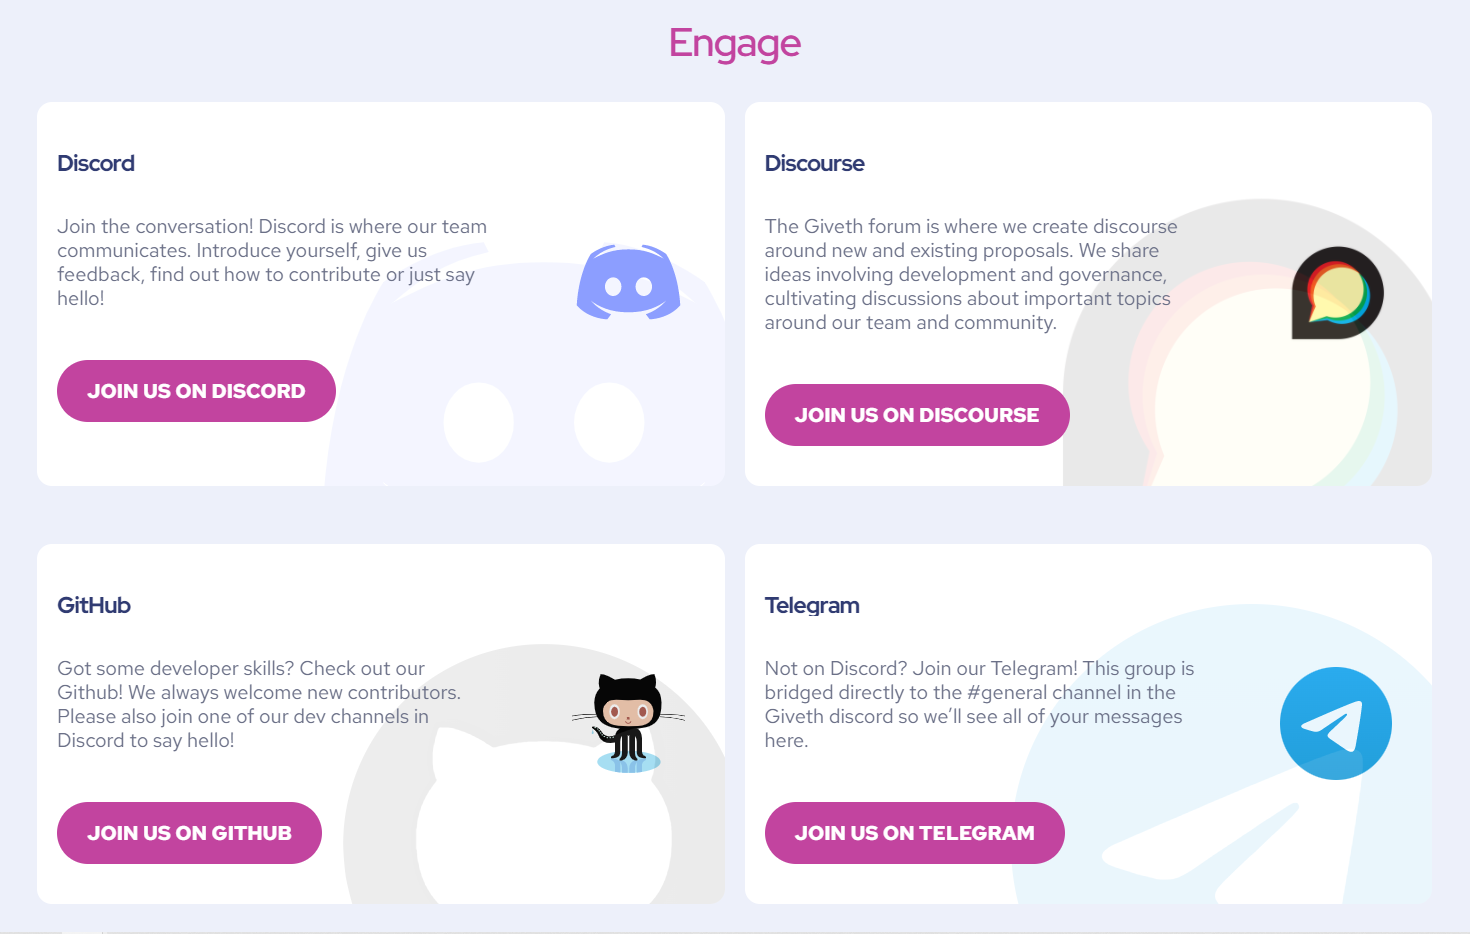 Engage
Discord
Join the conversation! Discord is where our team
communicates. Introduce yourself, give us
feedback, find out how to contribute or just say
hello!
JOIN US ON DISCORD
Discourse
The Giveth forum is where we create discourse
around new and existing proposals. We share
ideas involving development and governance,
cultivating discussions about important topics
around our team and community.
JOIN US ON DISCOURSE
GitHub
Got some developer skills? Check out our
Github! We always welcome new contributors.
Please also join one of our dev channels in
Discord to say hello!
JOIN US ON GITHUB
Telegram
Not on Discord? Join our Telegram! This group is
bridged directly to the #general channel in the
Giveth discord so we’ll see all of your messages
here.
JOIN US ON TELEGRAM